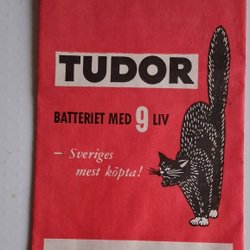 TUDOR
BATTERIET MED 9 LIV
— Sveriges
mest köpta!